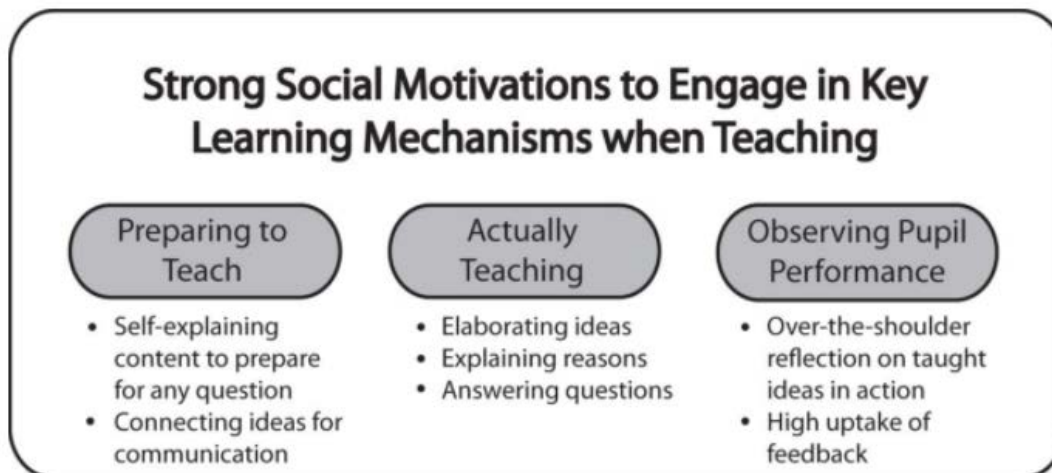 Strong Social Motivations to Engage in Key
Learning Mechanisms when Teaching
Preparing to
Teach
• Self-explaining
content to prepare
for any question
• Connecting ideas for
communication
Actually
Teaching
• Elaborating ideas
• Explaining reasons
• Answering questions
Observing Pupil
Performance
• Over-the-shoulder
reflection on taught
ideas in action
• High uptake of
feedback